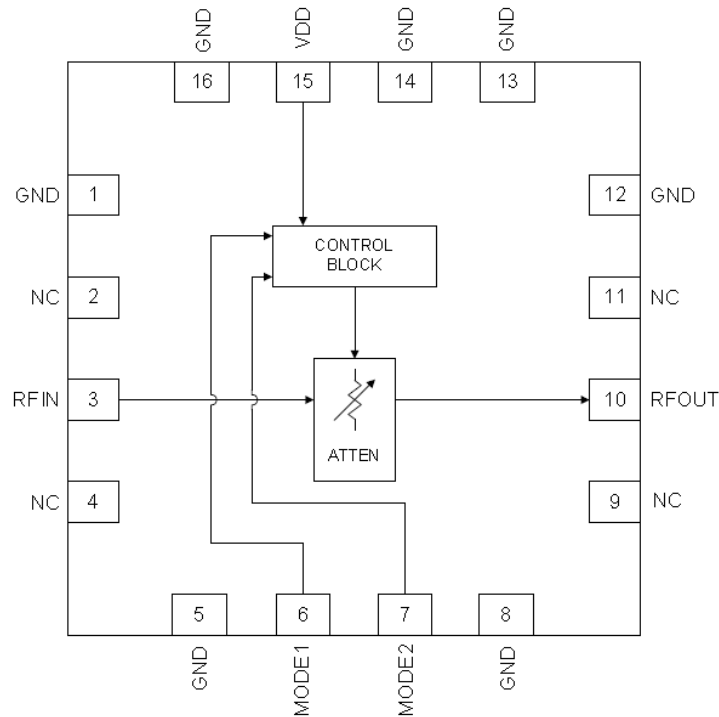 GND
VDD
GND
GND
16
15
14
13
GND
1
12
GND
CONTROL
BLOCK
NC
2
11
NC
RFIN
3
10
RFOUT
ATTEN
NC
4
9
NC
5
6
7
8
GND
MODE1
MODE2
GND